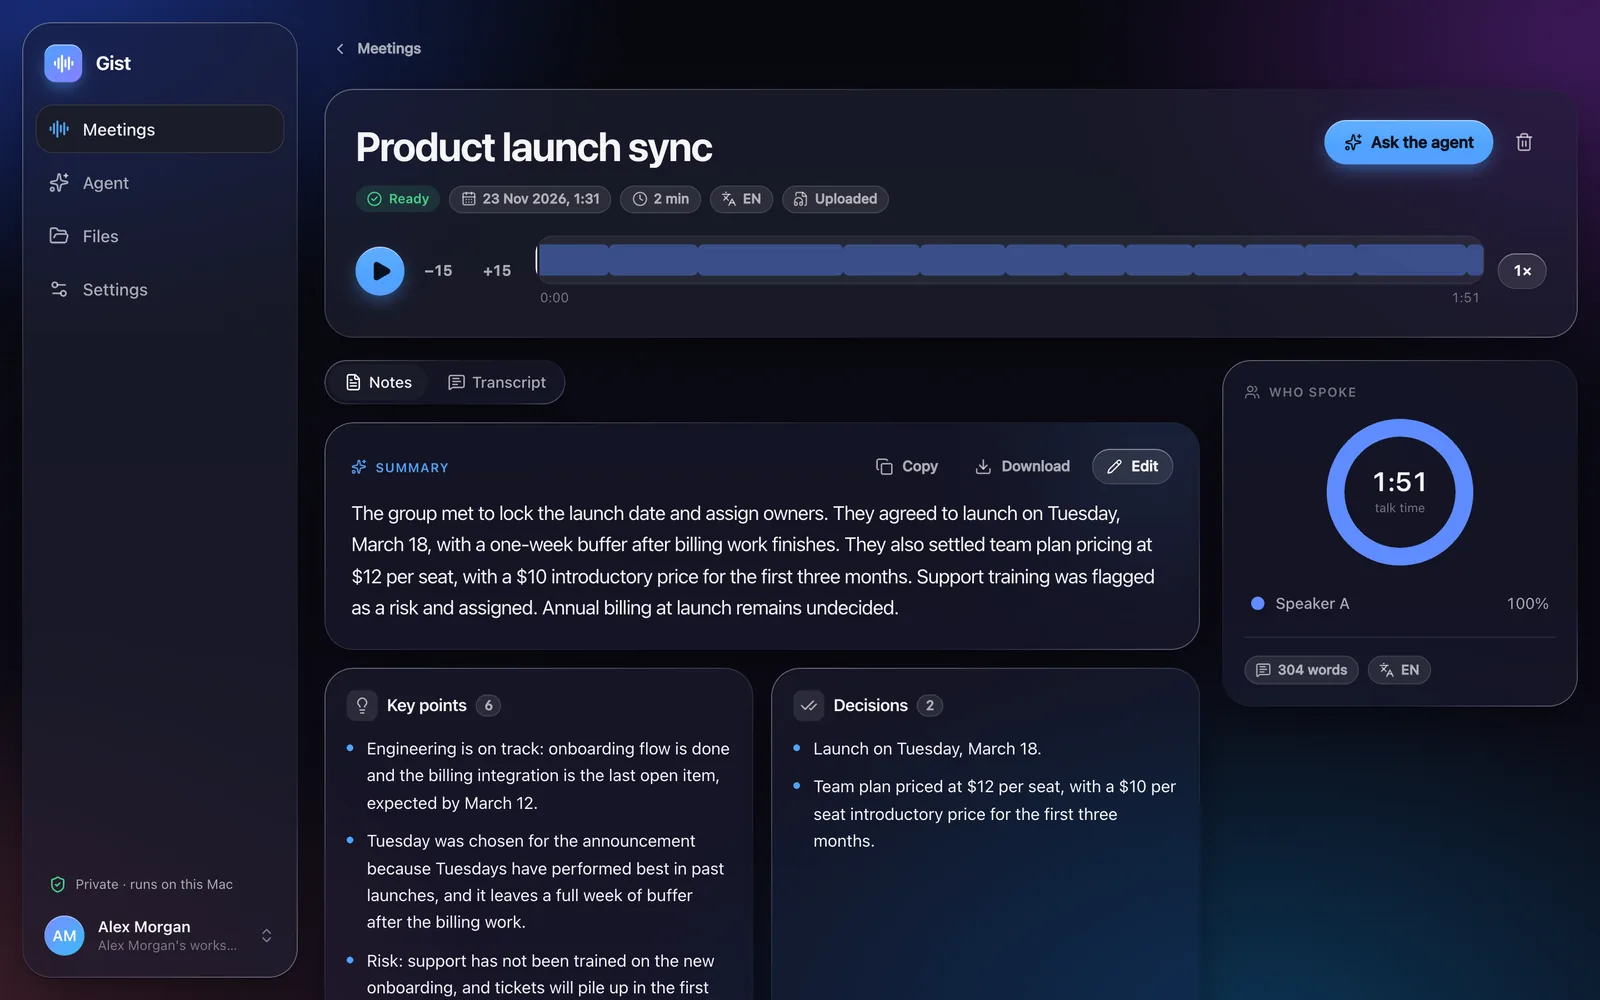 Gist
Meetings
Agent
Files
Settings
Private · runs on this Mac
AM
Alex Morgan
Alex Morgan's works...
Meetings
Product launch sync
Ask the agent
Ready
23 Nov 2026, 1:31
2 min
EN
Uploaded
−15
+15
0:00
1:51
1×
Notes
Transcript
SUMMARY
Copy
Download
Edit
The group met to lock the launch date and assign owners. They agreed to launch on Tuesday,
March 18, with a one-week buffer after billing work finishes. They also settled team plan pricing at
$12 per seat, with a $10 introductory price for the first three months. Support training was flagged
as a risk and assigned. Annual billing at launch remains undecided.
Key points 6
Engineering is on track: onboarding flow is done
and the billing integration is the last open item,
expected by March 12.
Tuesday was chosen for the announcement
because Tuesdays have performed best in past
launches, and it leaves a full week of buffer
after the billing work.
Risk: support has not been trained on the new
onboarding, and tickets will pile up in the first
Decisions 2
Launch on Tuesday, March 18.
Team plan priced at $12 per seat, with a $10 per
seat introductory price for the first three
months.
WHO SPOKE
1:51
talk time
Speaker A
100%
304 words
EN